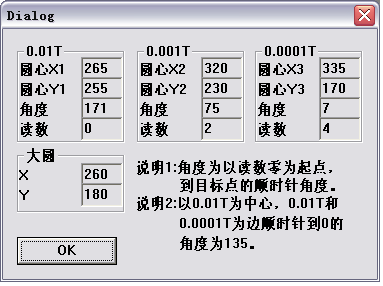 Dialog
0.01T
圆心X1 265
圆心Y1 255
角度 171
读数 0
0.001T
圆心X2 320
圆心Y2 230
角度 75
读数 2
0.0001T
圆心X3 335
圆心Y3 170
角度 7
读数 4
大圆
X 260
Y 180
说明1:角度为以读数零为起点,
到目标点的顺时针角度。
说明2:以0.01T为中心,0.01T和
0.0001T为边顺时针到0的
角度为135。
OK